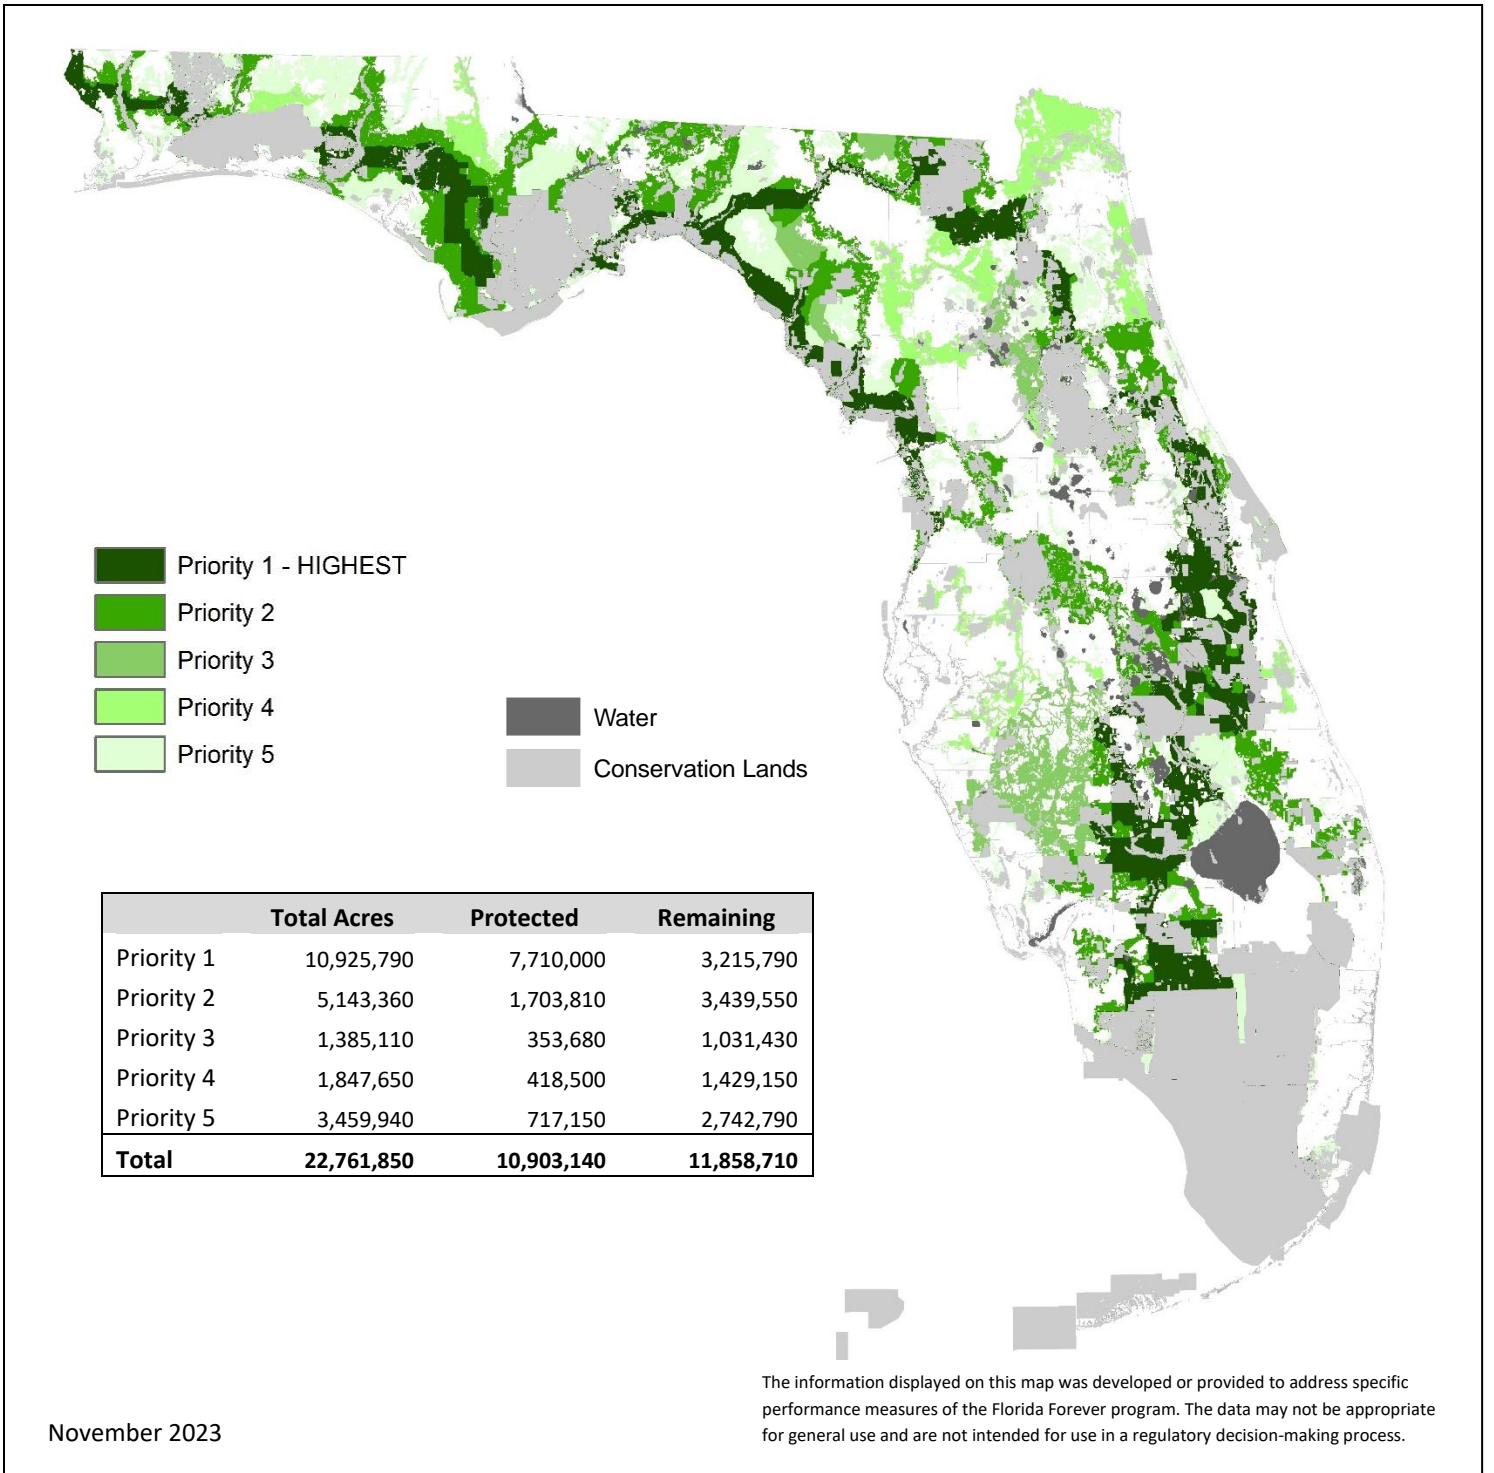 Priority 1 - HIGHEST
Priority 2
Priority 3
Priority 4
Priority 5
Water
Conservation Lands
Total Acres Protected Remaining
Priority 1 10,925,790 7,710,000 3,215,790
Priority 2 5,143,360 1,703,810 3,439,550
Priority 3 1,385,110 353,680 1,031,430
Priority 4 1,847,650 418,500 1,429,150
Priority 5 3,459,940 717,150 2,742,790
Total 22,761,850 10,903,140 11,858,710
The information displayed on this map was developed or provided to address specific
performance measures of the Florida Forever program. The data may not be appropriate
for general use and are not intended for use in a regulatory decision-making process.
November 2023